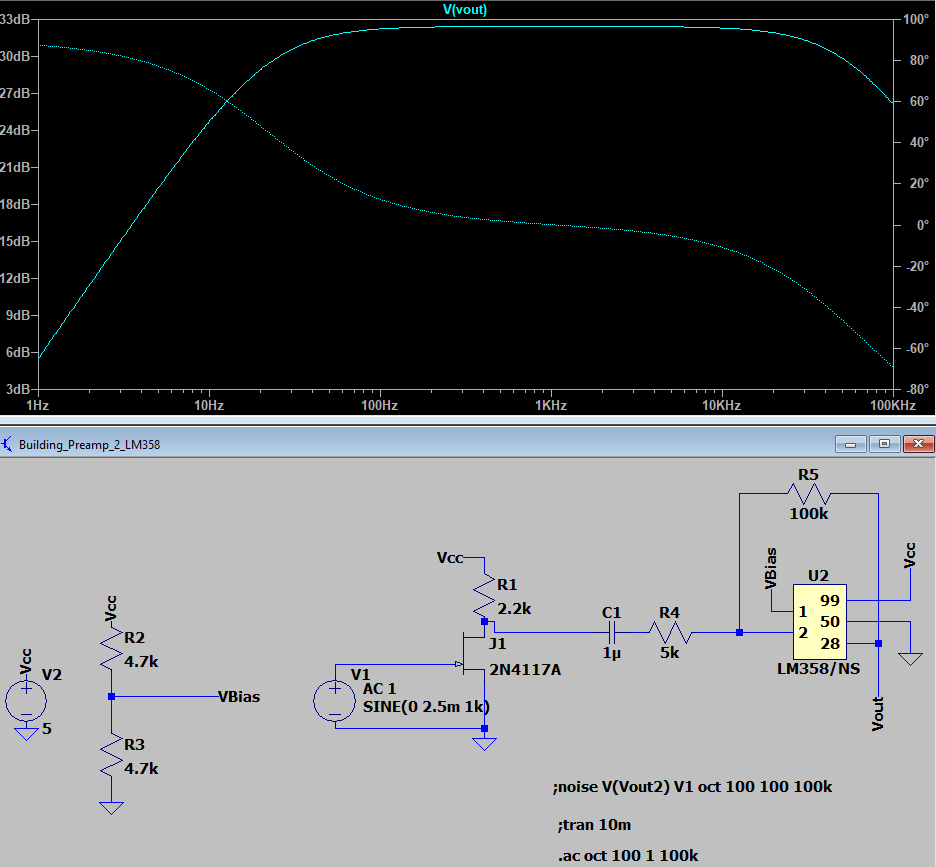 V(vout)
33dB
30dB
27dB
24dB
21dB
18dB
15dB
12dB
9dB
6dB
3dB
100°
80°
60°
40°
20°
0°
-20°
-40°
-60°
-80°
1Hz
10Hz
100Hz
1KHz
10KHz
100KHz
Building_Preamp_2_LM358
R5
100k
Vcc
VBias
Vcc
U2
R1
2.2k
99
1
50
2
28
LM358/NS
C1
1µ
R4
5k
Vcc
R2
4.7k
J1
2N4117A
Vcc
V2
5
V1
AC 1
SINE(0 2.5m 1k)
VBias
Vout
R3
4.7k
;noise V(Vout2) V1 oct 100 100 100k
;tran 10m
.ac oct 100 1 100k